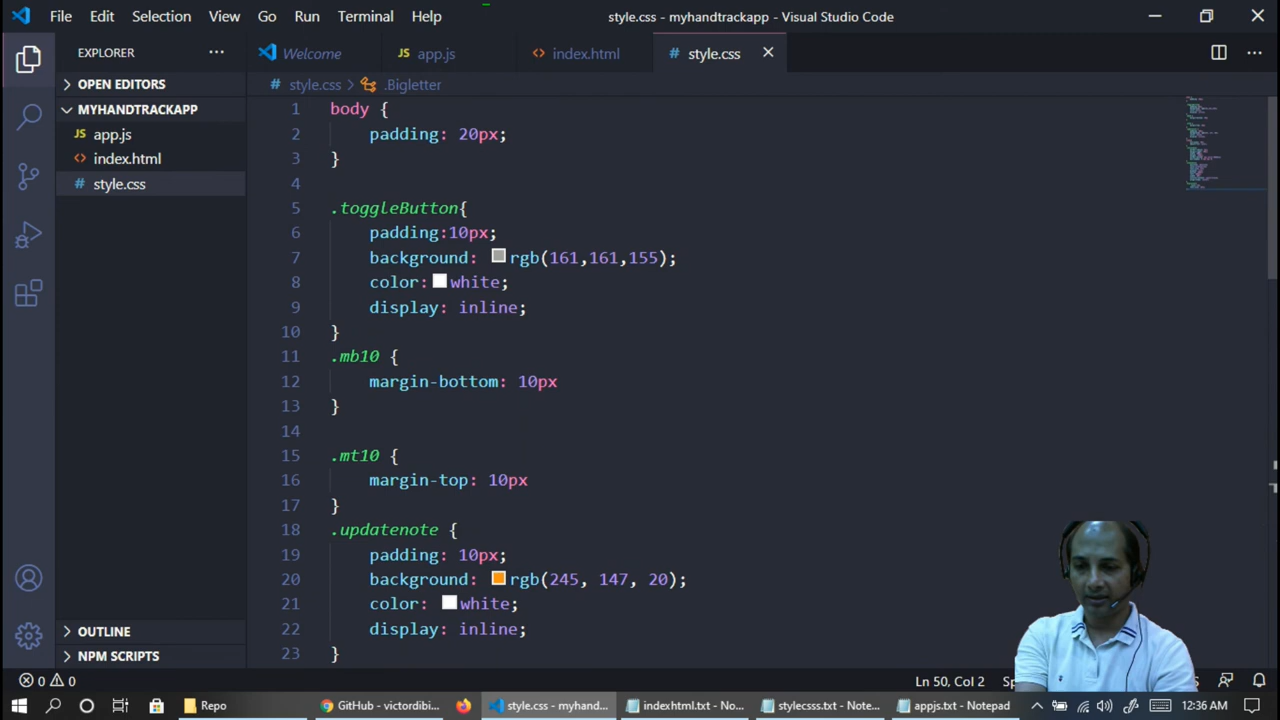 File Edit Selection View Go Run Terminal Help
style.css - myhandtrackapp - Visual Studio Code
EXPLORER ···
Welcome
JS app.js
<> index.html
# style.css ×
···
OPEN EDITORS
# style.css > .Bigletter
MYHANDTRACKAPP
JS app.js
<> index.html
# style.css
1 body {
2 padding: 20px;
3 }
4
5 .toggleButton{
6 padding:10px;
7 background: rgb(161,161,155);
8 color: white;
9 display: inline;
10 }
11 .mb10 {
12 margin-bottom: 10px
13 }
14
15 .mt10 {
16 margin-top: 10px
17 }
18 .updatenote {
19 padding: 10px;
20 background: rgb(245, 147, 20);
21 color: white;
22 display: inline;
23 }
OUTLINE
NPM SCRIPTS
0 0
Ln 50, Col 2
Repo
GitHub - victordibi...
style.css - myhand...
indexhtml.txt - No...
stylecsss.txt - Note...
appjs.txt - Notepad
12:36 AM